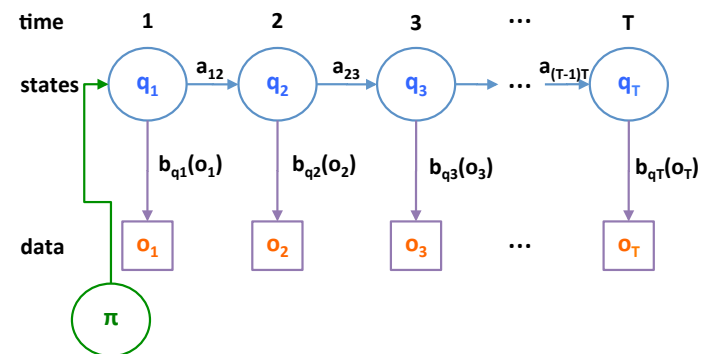 time 1 2 3 ... T
a₁₂ a₂₃ a₍T-1₎T
states q₁ q₂ q₃ ... qT
bq1(o₁) bq2(o₂) bq3(o₃) bqT(oT)
data o₁ o₂ o₃ ... oT
π